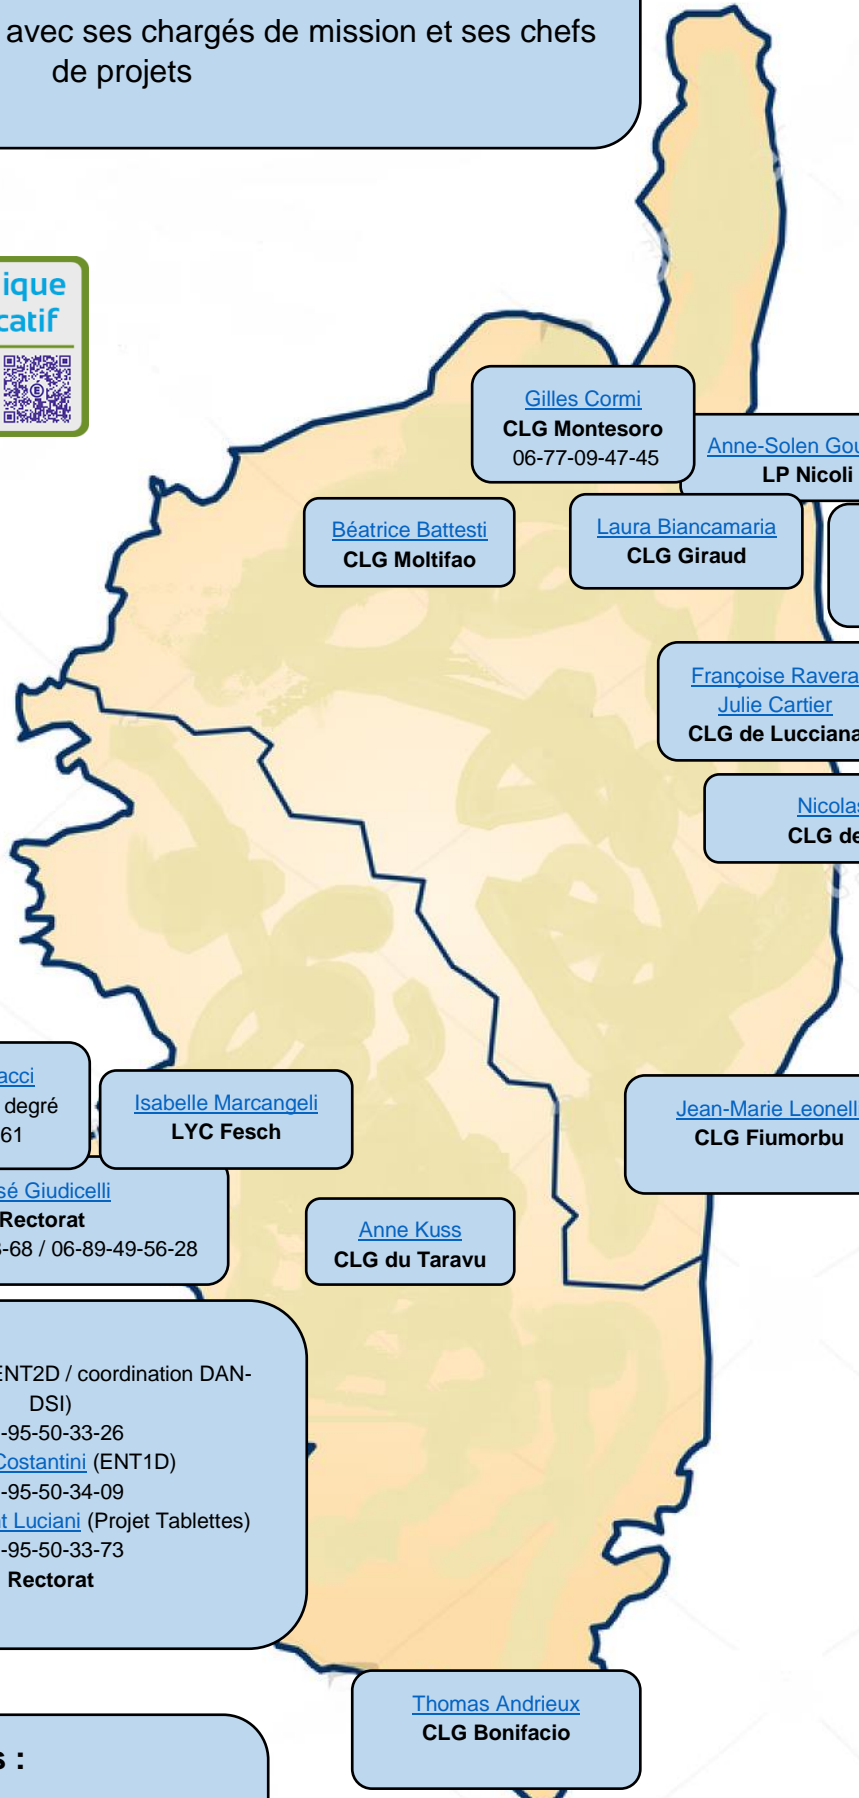 avec ses chargés de mission et ses chefs
de projets
ique
catif
Gilles Cormi
CLG Montesoro
06-77-09-47-45
Anne-Solen Gou
LP Nicoli
Béatrice Battesti
CLG Moltifao
Laura Biancamaria
CLG Giraud
Françoise Ravera
Julie Cartier
CLG de Lucciana
Nicolas
CLG de
acci
degré
61
Isabelle Marcangeli
LYC Fesch
Jean-Marie Leonelli
CLG Fiumorbu
sé Giudicelli
Rectorat
-68 / 06-89-49-56-28
Anne Kuss
CLG du Taravu
ENT2D / coordination DAN-
DSI)
-95-50-33-26
Costantini (ENT1D)
-95-50-34-09
nt Luciani (Projet Tablettes)
-95-50-33-73
Rectorat
Thomas Andrieux
CLG Bonifacio
s :